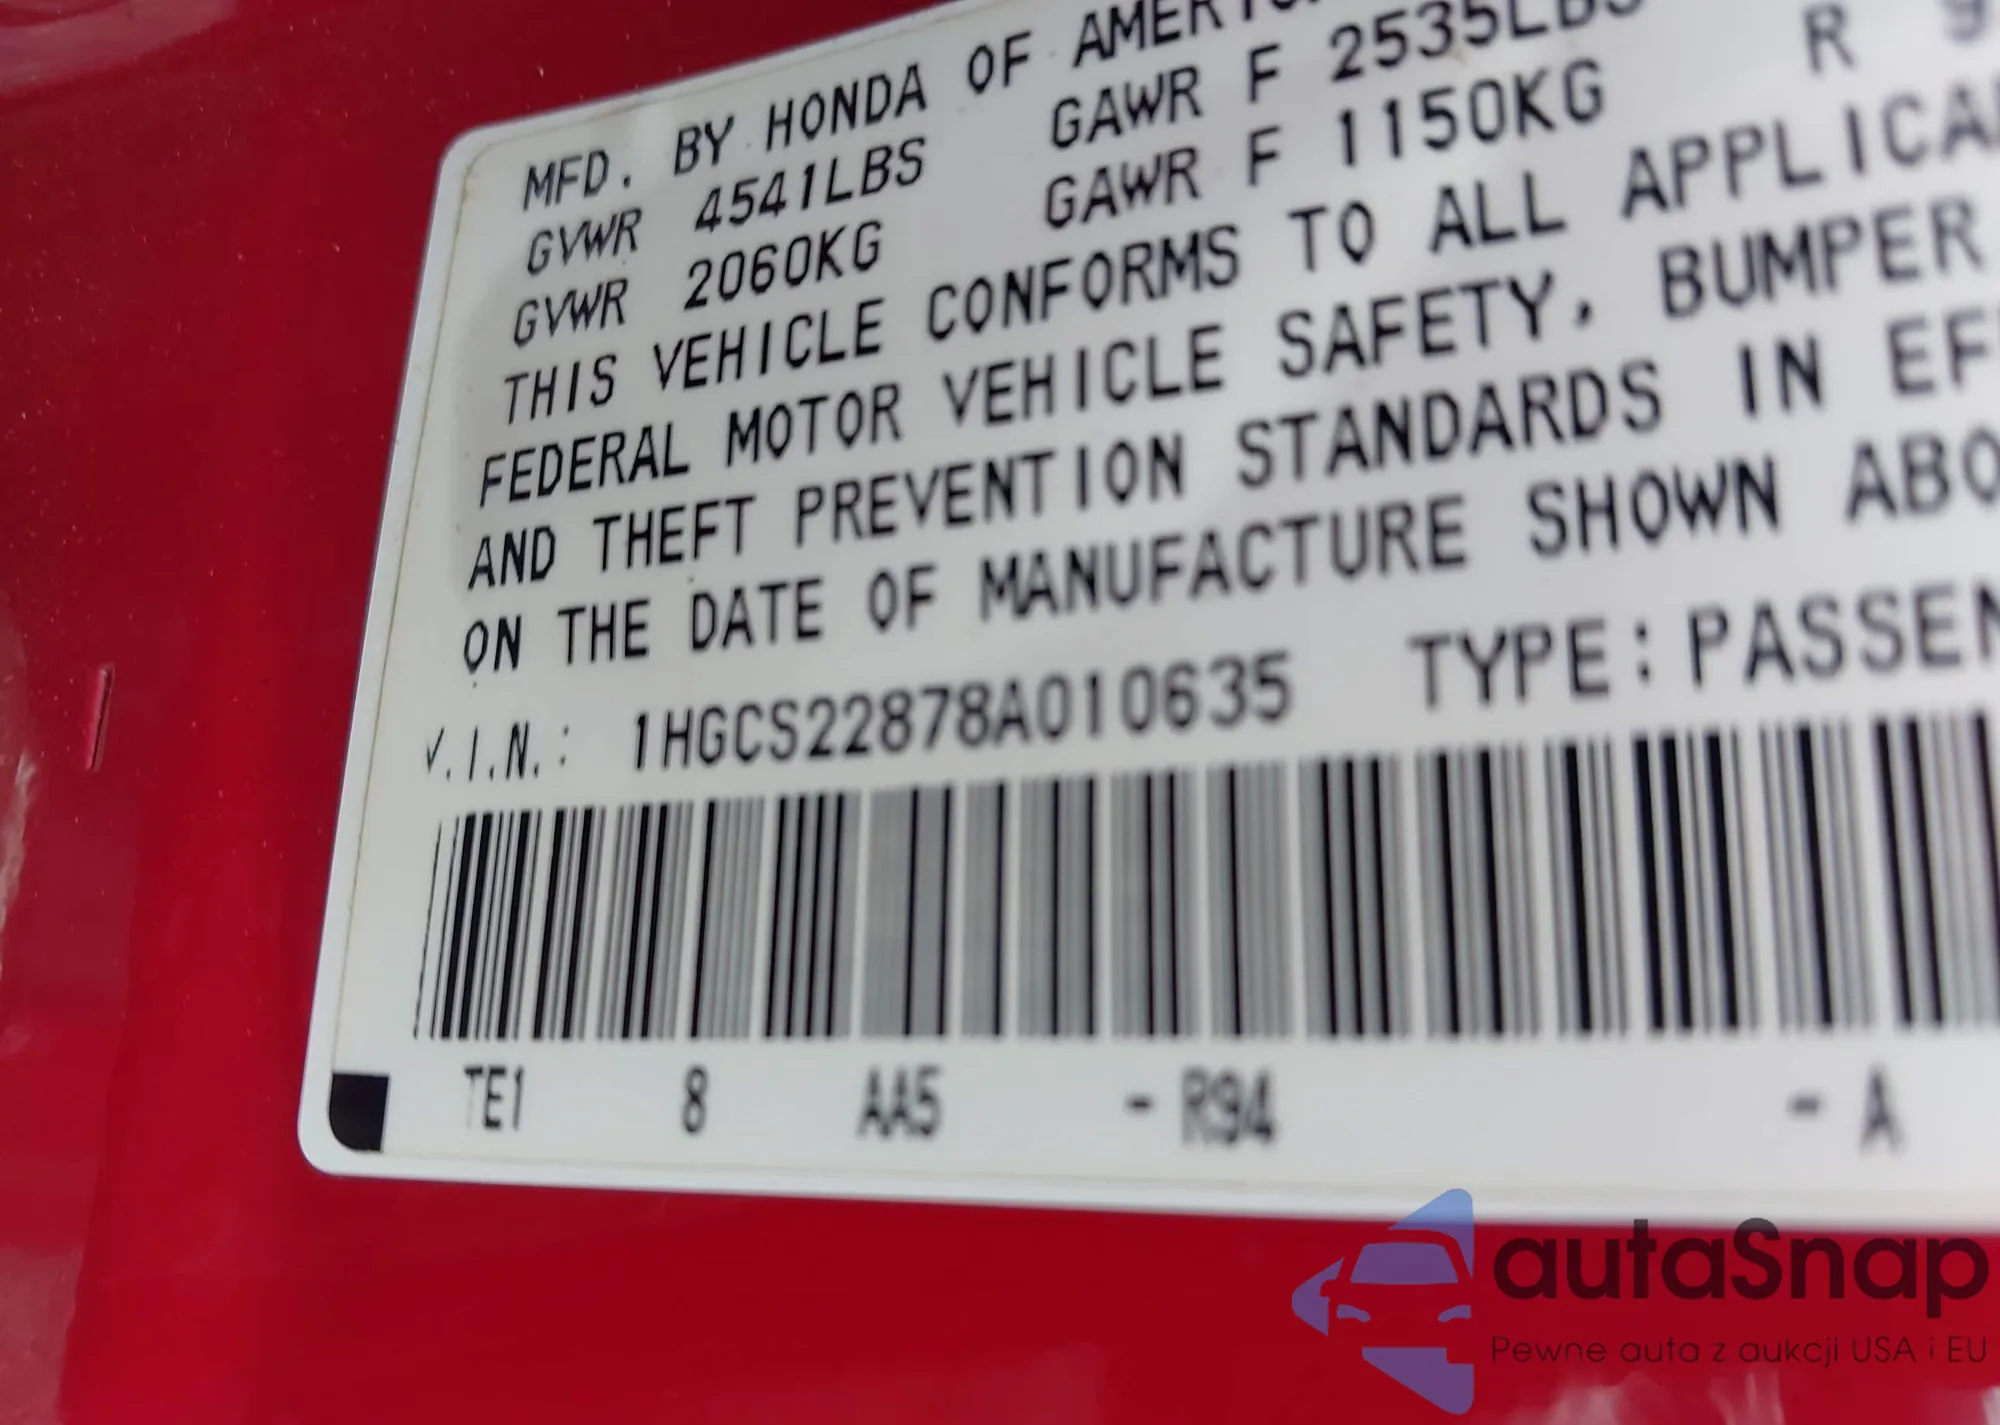 MFD. BY HONDA OF AMER
GVWR 4541LBS GAWR F 2535LBS R 9
GVWR 2060KG GAWR F 1150KG
THIS VEHICLE CONFORMS TO ALL APPLICA
FEDERAL MOTOR VEHICLE SAFETY, BUMPER
AND THEFT PREVENTION STANDARDS IN EF
ON THE DATE OF MANUFACTURE SHOWN ABO
V.I.N.: 1HGCS22878A010635 TYPE:PASSEN
TE1 8 AA5 -R94 -A
autaSnap
Pewne auta z aukcji USA i EU